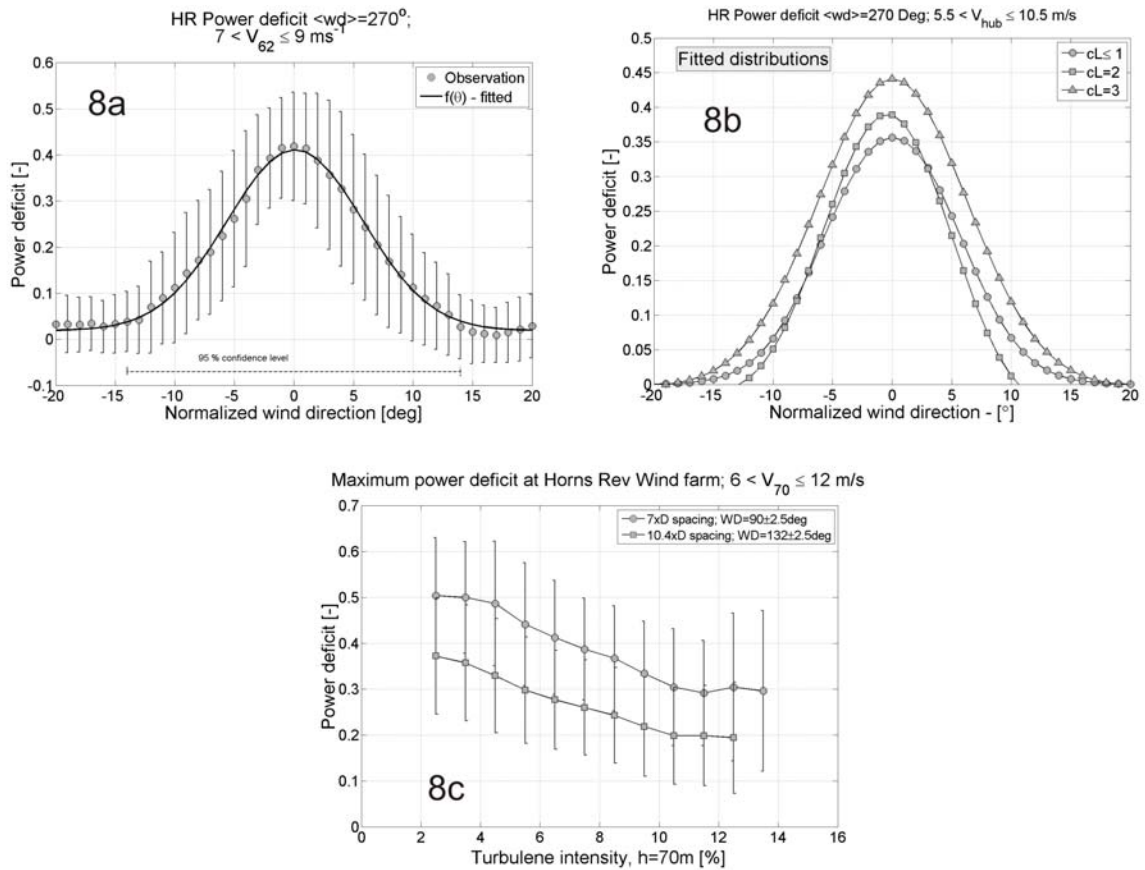 HR Power deficit <wd>=270º;
7 < V62 ≤ 9 ms-1
8a
Observation
f(θ) - fitted
0.6
0.5
0.4
0.3
0.2
0.1
0
-0.1
Power deficit [-]
95 % confidence level
-20 -15 -10 -5 0 5 10 15 20
Normalized wind direction [deg]
HR Power deficit <wd>=270 Deg; 5.5 < Vhub ≤ 10.5 m/s
Fitted distributions
8b
cL≤ 1
cL=2
cL=3
0.5
0.45
0.4
0.35
0.3
0.25
0.2
0.15
0.1
0.05
0
Power deficit [-]
-20 -15 -10 -5 0 5 10 15 20
Normalized wind direction - [°]
Maximum power deficit at Horns Rev Wind farm; 6 < V70 ≤ 12 m/s
7xD spacing; WD=90±2.5deg
10.4xD spacing; WD=132±2.5deg
0.7
0.6
0.5
0.4
0.3
0.2
0.1
0
Power deficit [-]
8c
0 2 4 6 8 10 12 14 16
Turbulene intensity, h=70m [%]